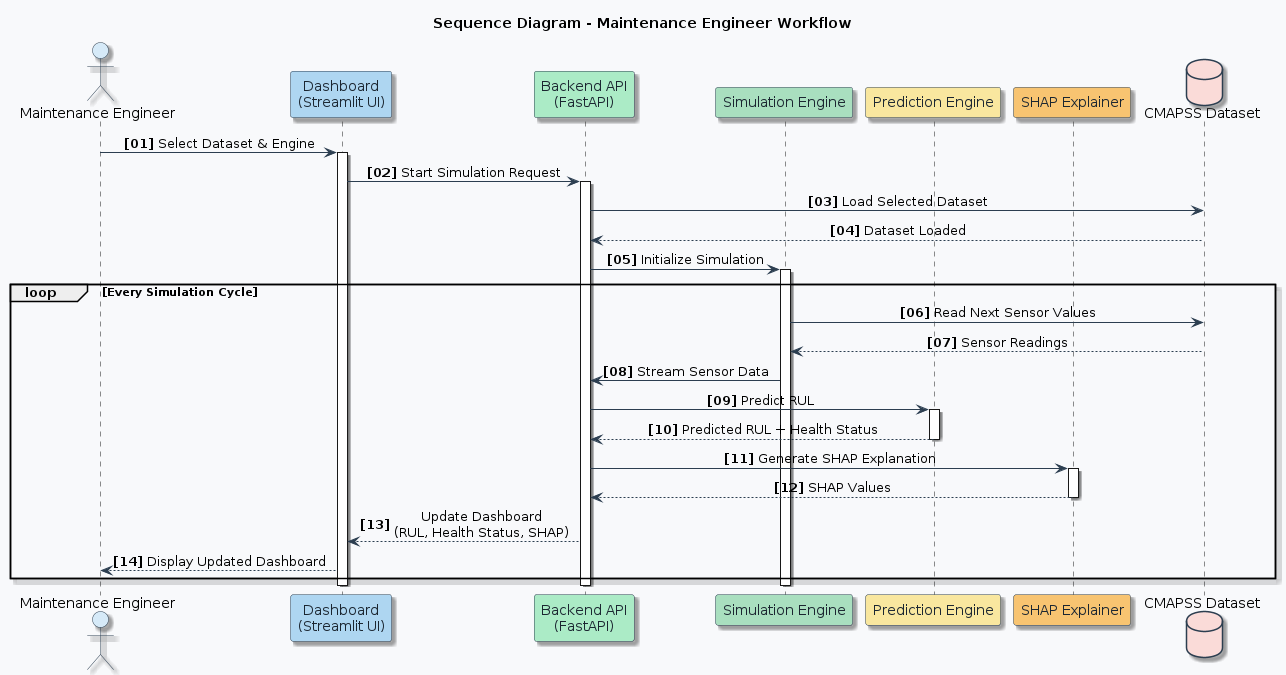 Sequence Diagram - Maintenance Engineer Workflow
Maintenance Engineer
Dashboard
(Streamlit UI)
Backend API
(FastAPI)
Simulation Engine
Prediction Engine
SHAP Explainer
CMAPSS Dataset
[01] Select Dataset & Engine
[02] Start Simulation Request
[03] Load Selected Dataset
[04] Dataset Loaded
[05] Initialize Simulation
loop [Every Simulation Cycle]
[06] Read Next Sensor Values
[07] Sensor Readings
[08] Stream Sensor Data
[09] Predict RUL
[10] Predicted RUL + Health Status
[11] Generate SHAP Explanation
[12] SHAP Values
[13] Update Dashboard
(RUL, Health Status, SHAP)
[14] Display Updated Dashboard
Maintenance Engineer
Dashboard
(Streamlit UI)
Backend API
(FastAPI)
Simulation Engine
Prediction Engine
SHAP Explainer
CMAPSS Dataset